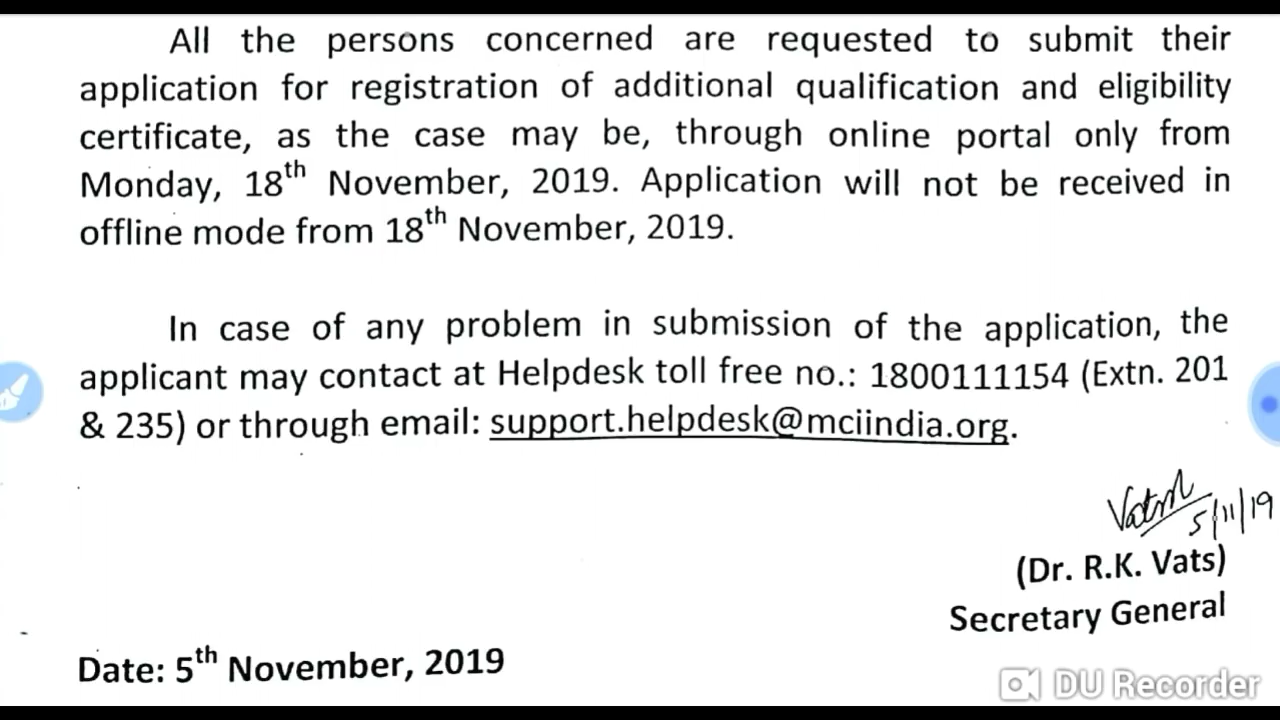 All the persons concerned are requested to submit their
application for registration of additional qualification and eligibility
certificate, as the case may be, through online portal only from
Monday, 18th November, 2019. Application will not be received in
offline mode from 18th November, 2019.
In case of any problem in submission of the application, the
applicant may contact at Helpdesk toll free no.: 1800111154 (Extn. 201
& 235) or through email: support.helpdesk@mciindia.org.
Vats
5/11/19
(Dr. R.K. Vats)
Secretary General
Date: 5th November, 2019
DU Recorder